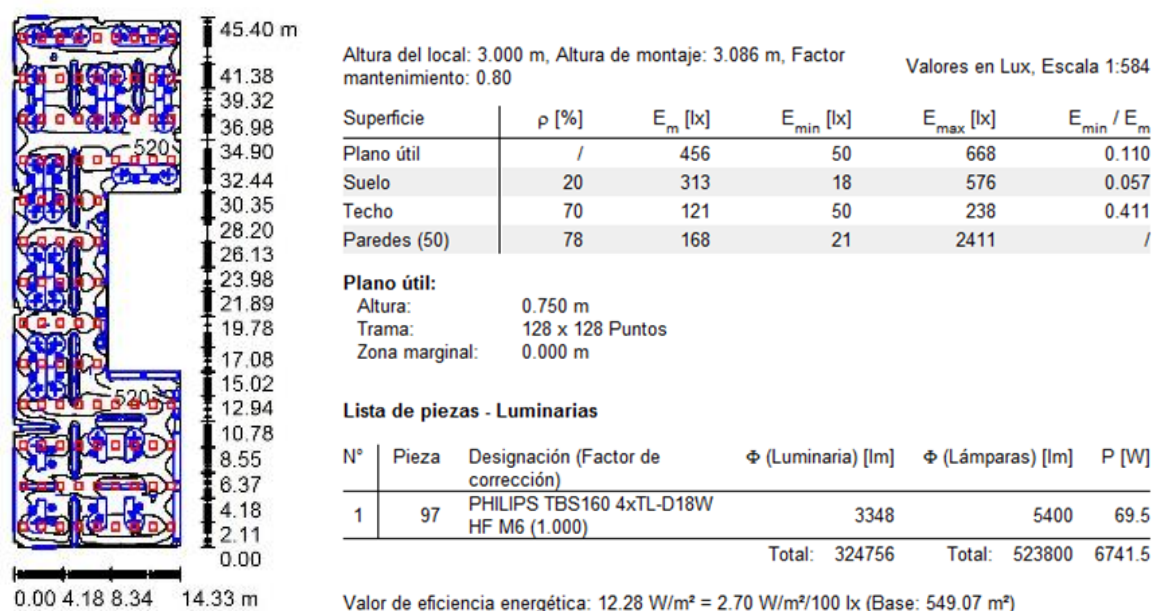 45.40 m
41.38
39.32
36.98
34.90
32.44
30.35
28.20
26.13
23.98
21.89
19.78
17.08
15.02
12.94
10.78
8.55
6.37
4.18
2.11
0.00
520
520
0.00 4.18 8.34 14.33 m
Altura del local: 3.000 m, Altura de montaje: 3.086 m, Factor
mantenimiento: 0.80
Valores en Lux, Escala 1:584
Superficie ρ [%] Em [lx] Emin [lx] Emax [lx] Emin / Em
Plano útil / 456 50 668 0.110
Suelo 20 313 18 576 0.057
Techo 70 121 50 238 0.411
Paredes (50) 78 168 21 2411 /
Plano útil:
Altura: 0.750 m
Trama: 128 x 128 Puntos
Zona marginal: 0.000 m
Lista de piezas - Luminarias
N° Pieza Designación (Factor de Φ (Luminaria) [lm] Φ (Lámparas) [lm] P [W]
corrección)
1 97 PHILIPS TBS160 4xTL-D18W 3348 5400 69.5
HF M6 (1.000)
Total: 324756 Total: 523800 6741.5
Valor de eficiencia energética: 12.28 W/m² = 2.70 W/m²/100 lx (Base: 549.07 m²)